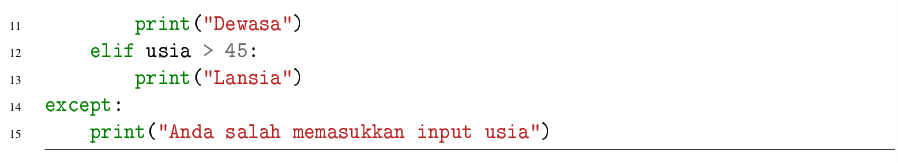 11 print("Dewasa")
12 elif usia > 45:
13 print("Lansia")
14 except:
15 print("Anda salah memasukkan input usia")